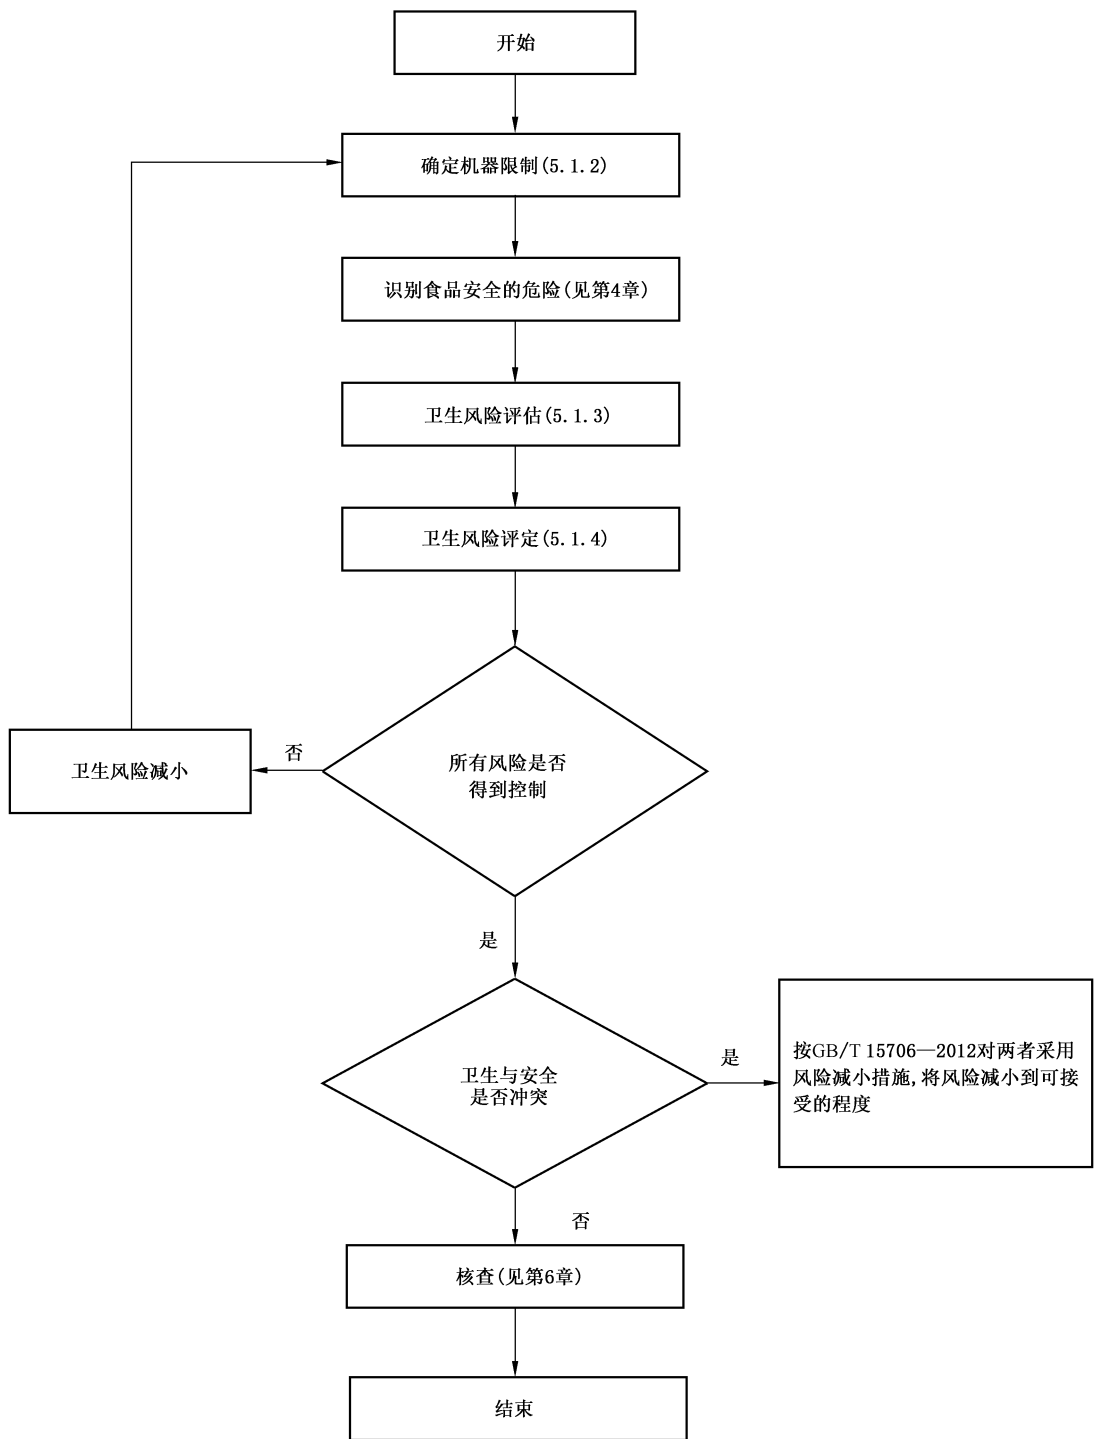 开始
确定机器限制(5.1.2)
识别食品安全的危险(见第4章)
卫生风险评估(5.1.3)
卫生风险评定(5.1.4)
所有风险是否
得到控制
否
卫生风险减小
是
卫生与安全
是否冲突
是
按GB/T 15706—2012对两者采用
风险减小措施,将风险减小到可接
受的程度
否
核查(见第6章)
结束